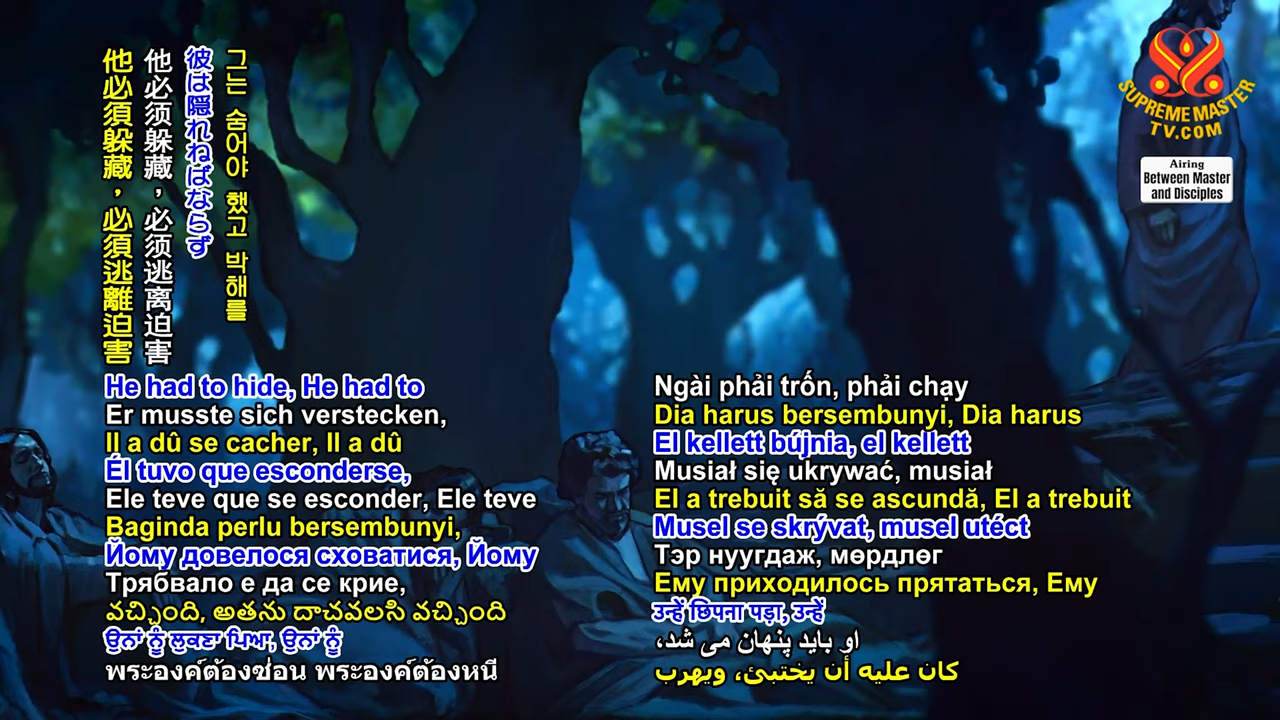 그는 숨어야 했고 박해를
彼は隠れねばならず
他必须躲藏，必须逃离迫害
他必須躲藏，必須逃離迫害
He had to hide, He had to
Er musste sich verstecken,
Il a dû se cacher, Il a dû
Él tuvo que esconderse,
Ele teve que se esconder, Ele teve
Baginda perlu bersembunyi,
Йому довелося сховатися, Йому
Трябвало е да се крие,
వచ్చింది, అతను దాచవలసి వచ్చింది
ਉਨਾਂ ਨੂੰ ਲੁਕਣਾ ਪਿਆ, ਉਨਾਂ ਨੂੰ
พระองค์ต้องซ่อน พระองค์ต้องหนี
Ngài phải trốn, phải chạy
Dia harus bersembunyi, Dia harus
El kellett bújnia, el kellett
Musiał się ukrywać, musiał
El a trebuit să se ascundă, El a trebuit
Musel se skrývat, musel utéct
Тэр нуугдаж, мөрдлөг
Ему приходилось прятаться, Ему
उन्हें छिपना पड़ा, उन्हें
او باید پنهان می شد،
كان عليه أن يختبئ، ويهرب
SUPREME MASTER
TV.COM
Airing
Between Master
and Disciples